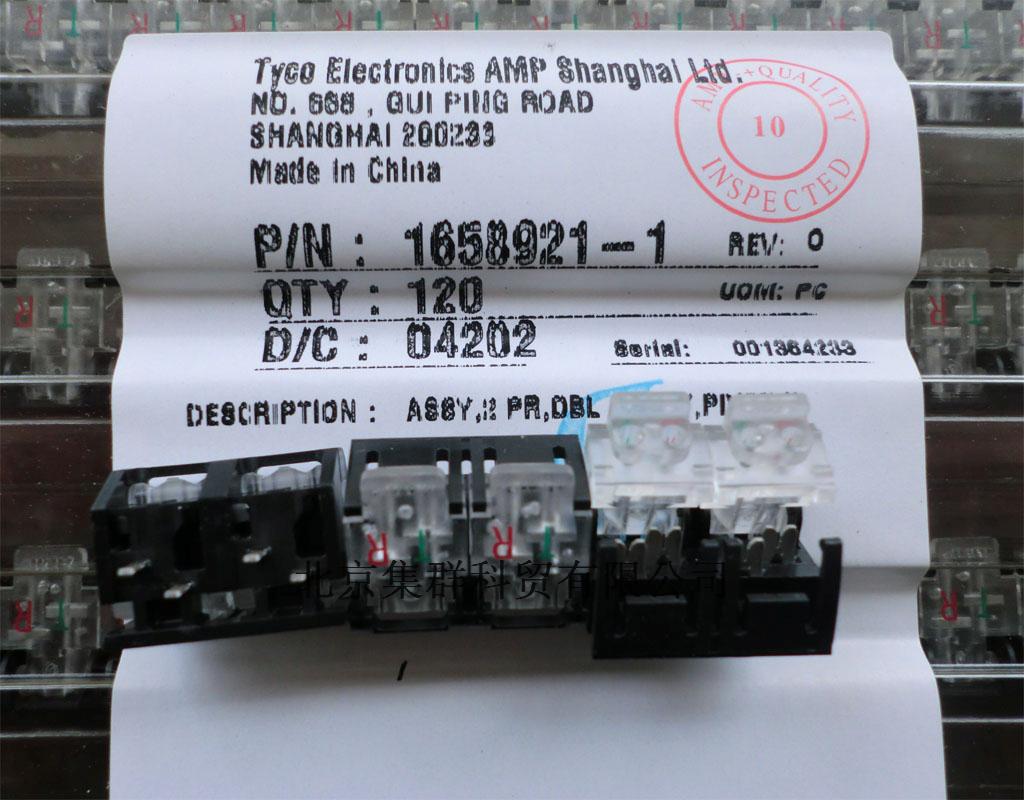 Tyco Electronics AMP Shanghai Ltd.
NO. 668 , GUI PING ROAD
SHANGHAI 200233
Made in China
AMP + QUALITY
10
INSPECTED
P/N : 1658921-1 REV: O
QTY : 120 UOM: PC
D/C : 04202 Serial: 001364233
DESCRIPTION : ASSY,2 PR,DBL
R T R T
北京集群科贸有限公司